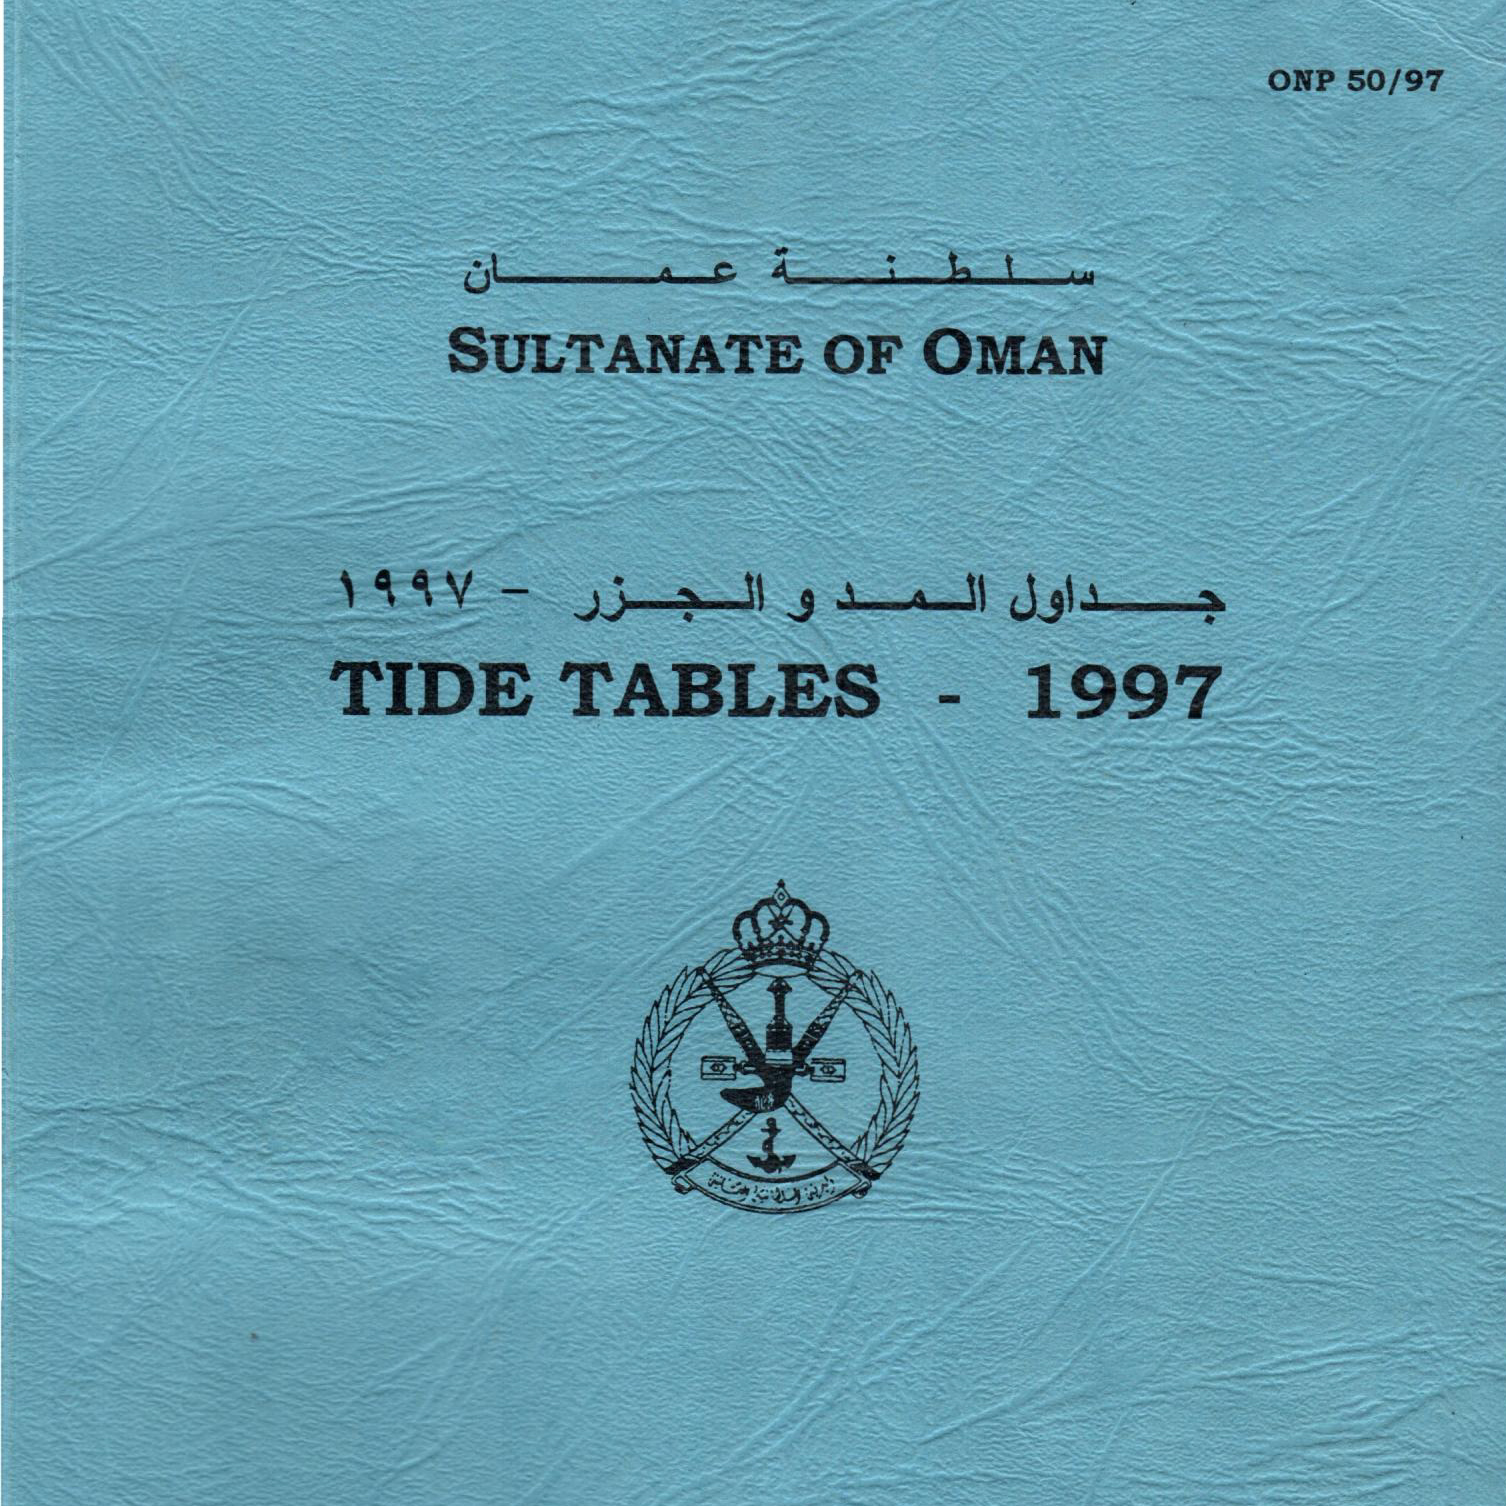 ONP 50/97
سلطنة عمان
SULTANATE OF OMAN
جداول المد و الجزر - ١٩٩٧
TIDE TABLES - 1997
البحرية السلطانية العمانية